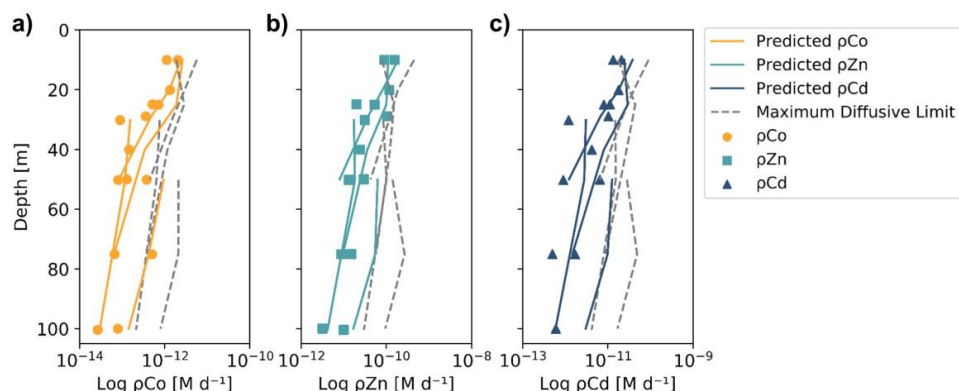 a)
b)
c)
0
20
40
60
80
100
Depth [m]
10⁻¹⁴
10⁻¹²
10⁻¹⁰
Log ρCo [M d⁻¹]
10⁻¹²
10⁻¹⁰
10⁻⁸
Log ρZn [M d⁻¹]
10⁻¹³
10⁻¹¹
10⁻⁹
Log ρCd [M d⁻¹]
Predicted ρCo
Predicted ρZn
Predicted ρCd
Maximum Diffusive Limit
ρCo
ρZn
ρCd